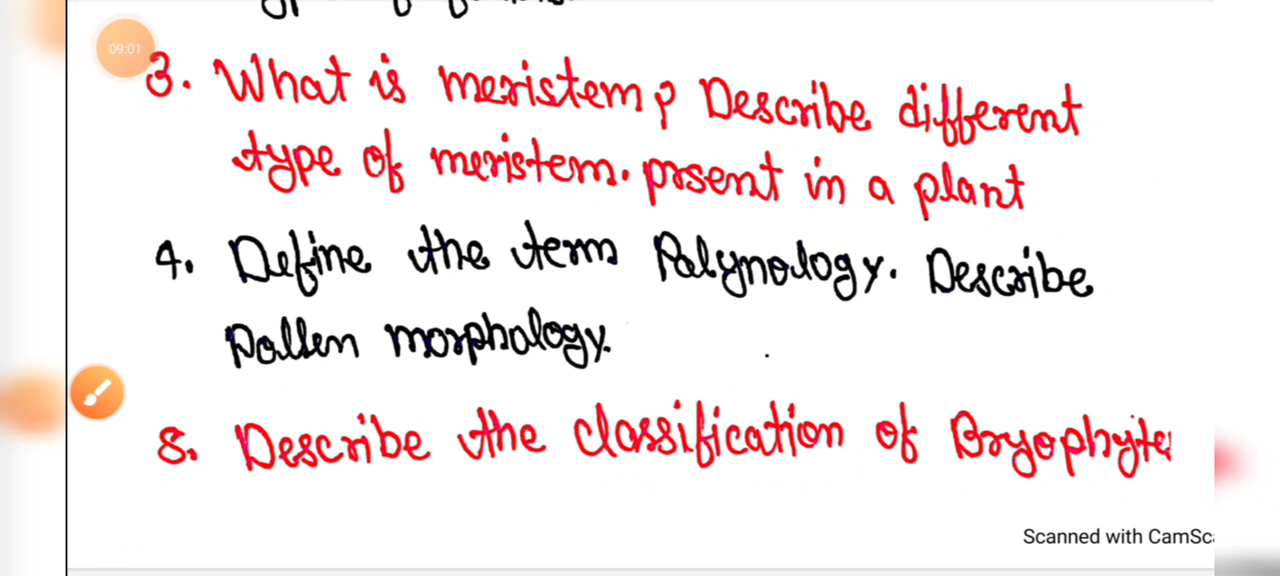 09:01
3. What is meristem? Describe different
type of meristem. prsent in a plant
4. Define the term Palynology. Describe
Pollen morphology.
8. Describe the classification of Bryophyte
Scanned with CamSc